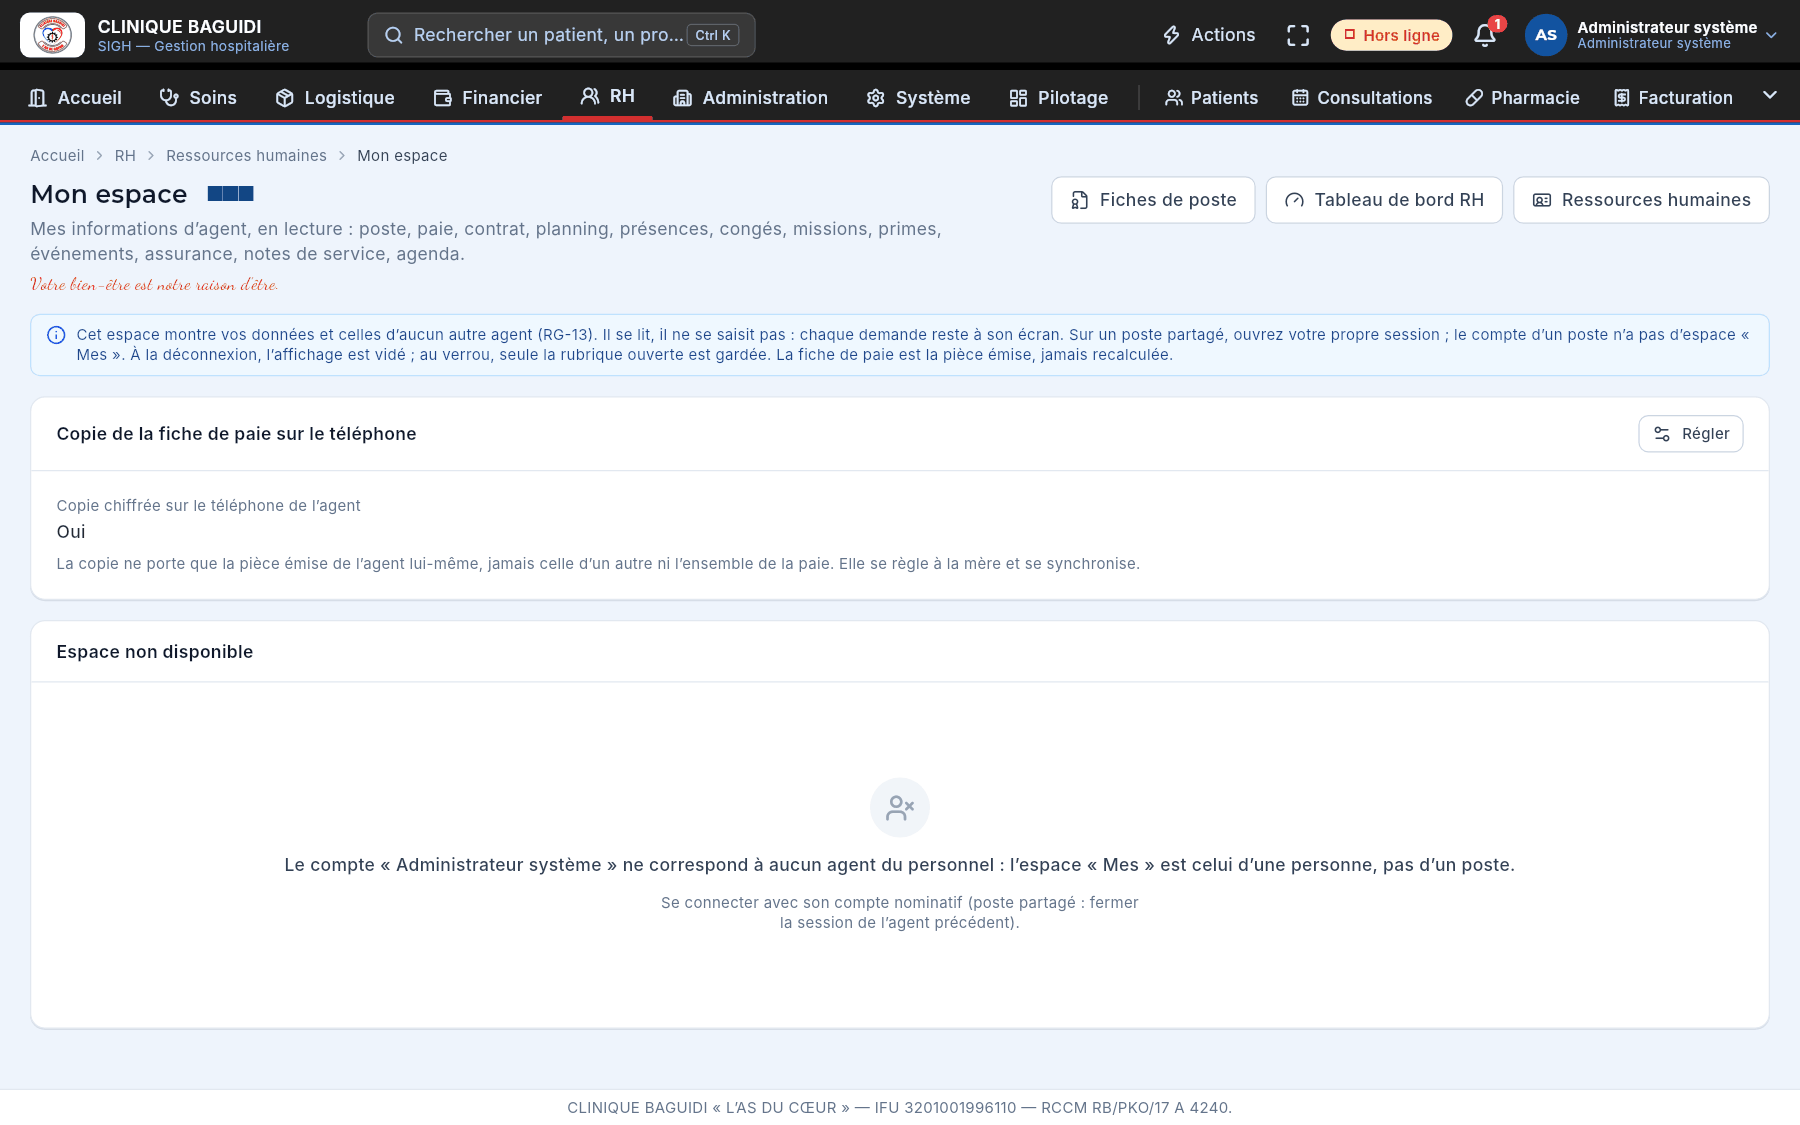 CLINIQUE BAGUIDI
SIGH — Gestion hospitalière
Rechercher un patient, un pro... Ctrl K
Actions
Hors ligne
1
AS
Administrateur système
Administrateur système
Accueil
Soins
Logistique
Financier
RH
Administration
Système
Pilotage
Patients
Consultations
Pharmacie
Facturation
Accueil > RH > Ressources humaines > Mon espace
Mon espace
Fiches de poste
Tableau de bord RH
Ressources humaines
Mes informations d’agent, en lecture : poste, paie, contrat, planning, présences, congés, missions, primes,
événements, assurance, notes de service, agenda.
Votre bien-être est notre raison d'être.
Cet espace montre vos données et celles d’aucun autre agent (RG-13). Il se lit, il ne se saisit pas : chaque demande reste à son écran. Sur un poste partagé, ouvrez votre propre session ; le compte d’un poste n’a pas d’espace «
Mes ». À la déconnexion, l’affichage est vidé ; au verrou, seule la rubrique ouverte est gardée. La fiche de paie est la pièce émise, jamais recalculée.
Copie de la fiche de paie sur le téléphone
Régler
Copie chiffrée sur le téléphone de l’agent
Oui
La copie ne porte que la pièce émise de l’agent lui-même, jamais celle d’un autre ni l’ensemble de la paie. Elle se règle à la mère et se synchronise.
Espace non disponible
Le compte « Administrateur système » ne correspond à aucun agent du personnel : l’espace « Mes » est celui d’une personne, pas d’un poste.
Se connecter avec son compte nominatif (poste partagé : fermer
la session de l’agent précédent).
CLINIQUE BAGUIDI « L’AS DU CŒUR » — IFU 3201001996110 — RCCM RB/PKO/17 A 4240.